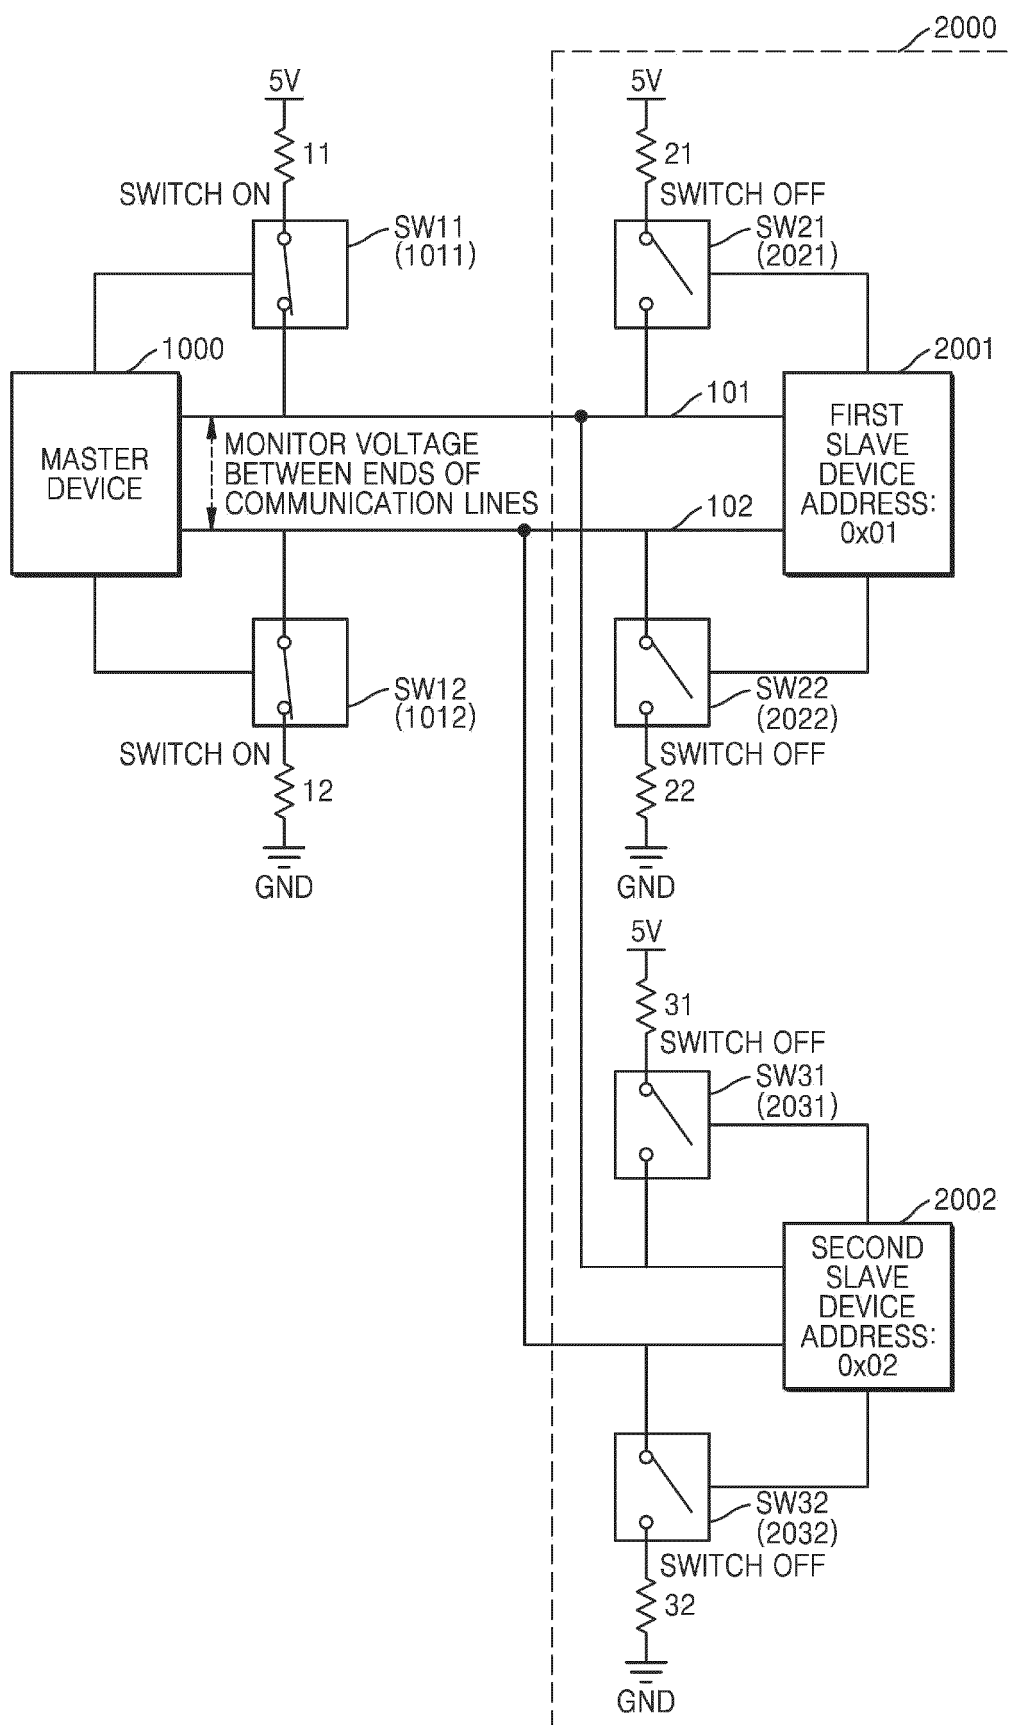 2000
5V
11
SWITCH ON
SW11
(1011)
5V
21
SWITCH OFF
SW21
(2021)
1000
MASTER
DEVICE
MONITOR VOLTAGE
BETWEEN ENDS OF
COMMUNICATION LINES
101
102
2001
FIRST
SLAVE
DEVICE
ADDRESS:
0x01
SW12
(1012)
SWITCH ON
12
GND
SW22
(2022)
SWITCH OFF
22
GND
5V
31
SWITCH OFF
SW31
(2031)
2002
SECOND
SLAVE
DEVICE
ADDRESS:
0x02
SW32
(2032)
SWITCH OFF
32
GND